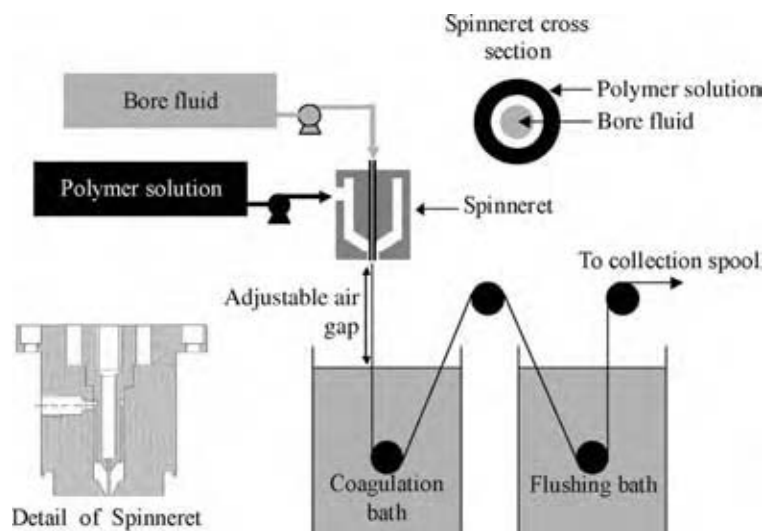 Spinneret cross
section
Bore fluid
Polymer solution
Bore fluid
Polymer solution
Spinneret
To collection spool
Adjustable air
gap
Coagulation
bath
Flushing bath
Detail of Spinneret